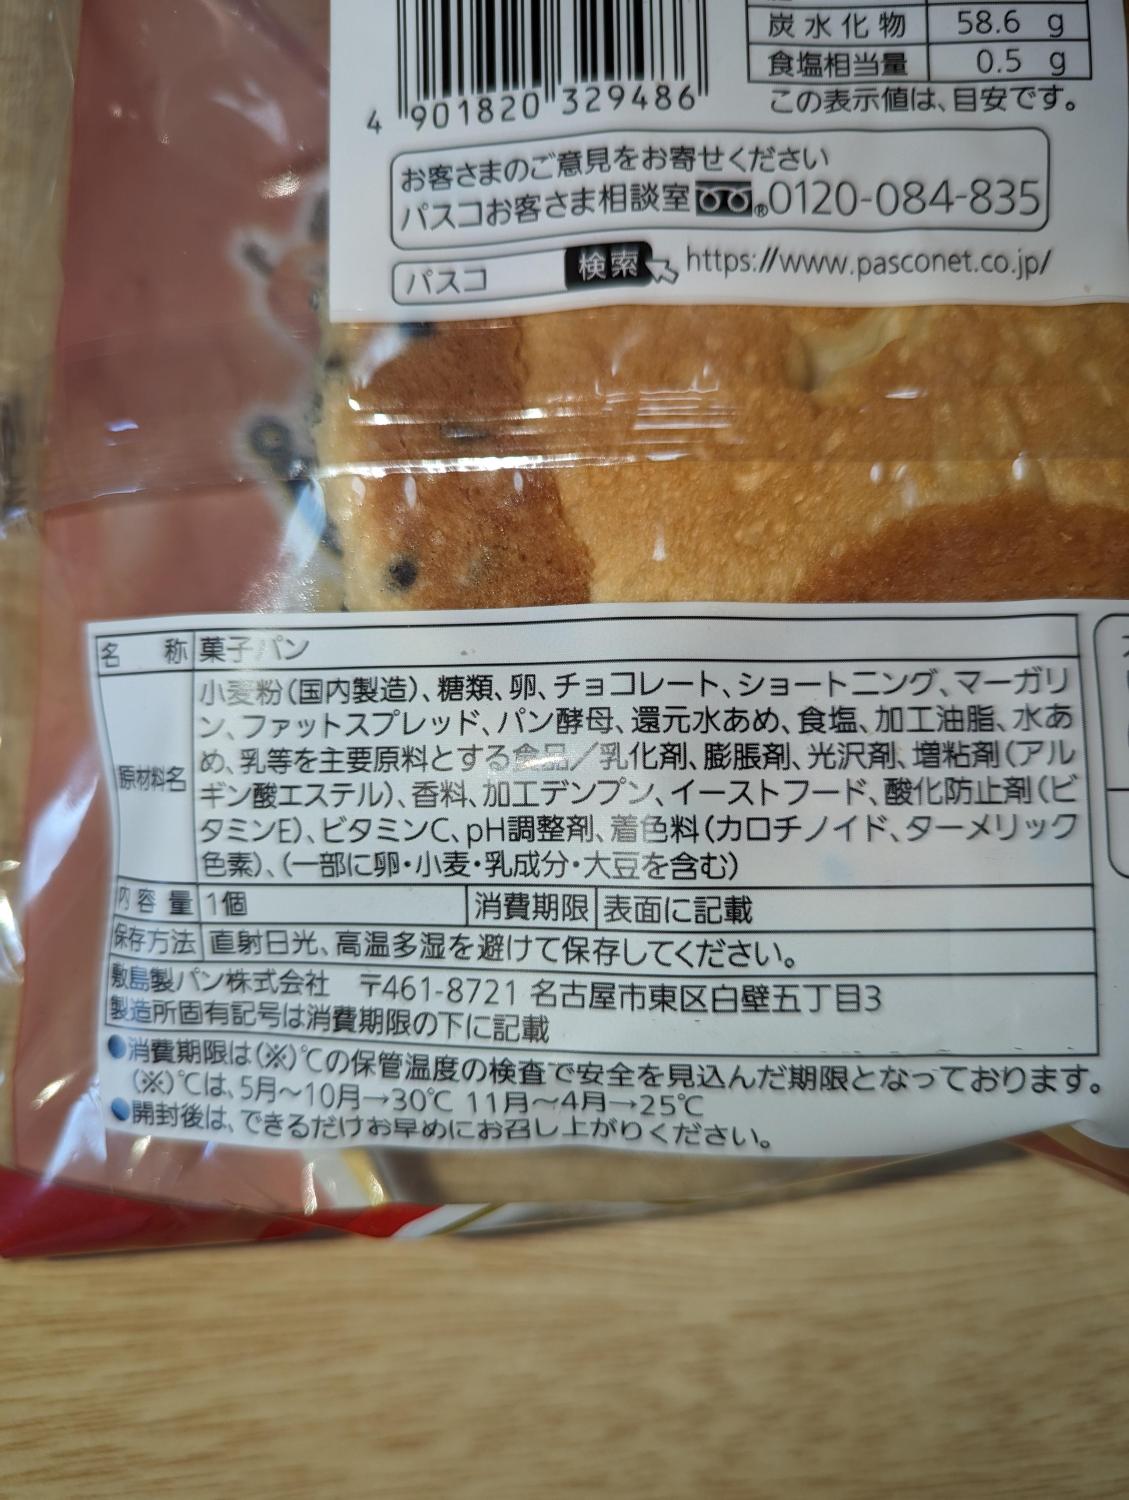 炭水化物 58.6 g
食塩相当量 0.5 g
この表示値は、目安です。
4 901820 329486
お客さまのご意見をお寄せください
パスコお客さま相談室 ®0120-084-835
パスコ 検索 https://www.pasconet.co.jp/
名 称 菓子パン
原材料名
小麦粉(国内製造)、糖類、卵、チョコレート、ショートニング、マーガリ
ン、ファットスプレッド、パン酵母、還元水あめ、食塩、加工油脂、水あ
め、乳等を主要原料とする食品/乳化剤、膨脹剤、光沢剤、増粘剤(アル
ギン酸エステル)、香料、加工デンプン、イーストフード、酸化防止剤(ビ
タミンE)、ビタミンC、pH調整剤、着色料(カロチノイド、ターメリック
色素)、(一部に卵・小麦・乳成分・大豆を含む)
内容量 1個 消費期限 表面に記載
保存方法 直射日光、高温多湿を避けて保存してください。
敷島製パン株式会社 〒461-8721 名古屋市東区白壁五丁目3
製造所固有記号は消費期限の下に記載
●消費期限は(※)℃の保管温度の検査で安全を見込んだ期限となっております。
(※)℃は、5月〜10月→30℃ 11月〜4月→25℃
●開封後は、できるだけお早めにお召し上がりください。